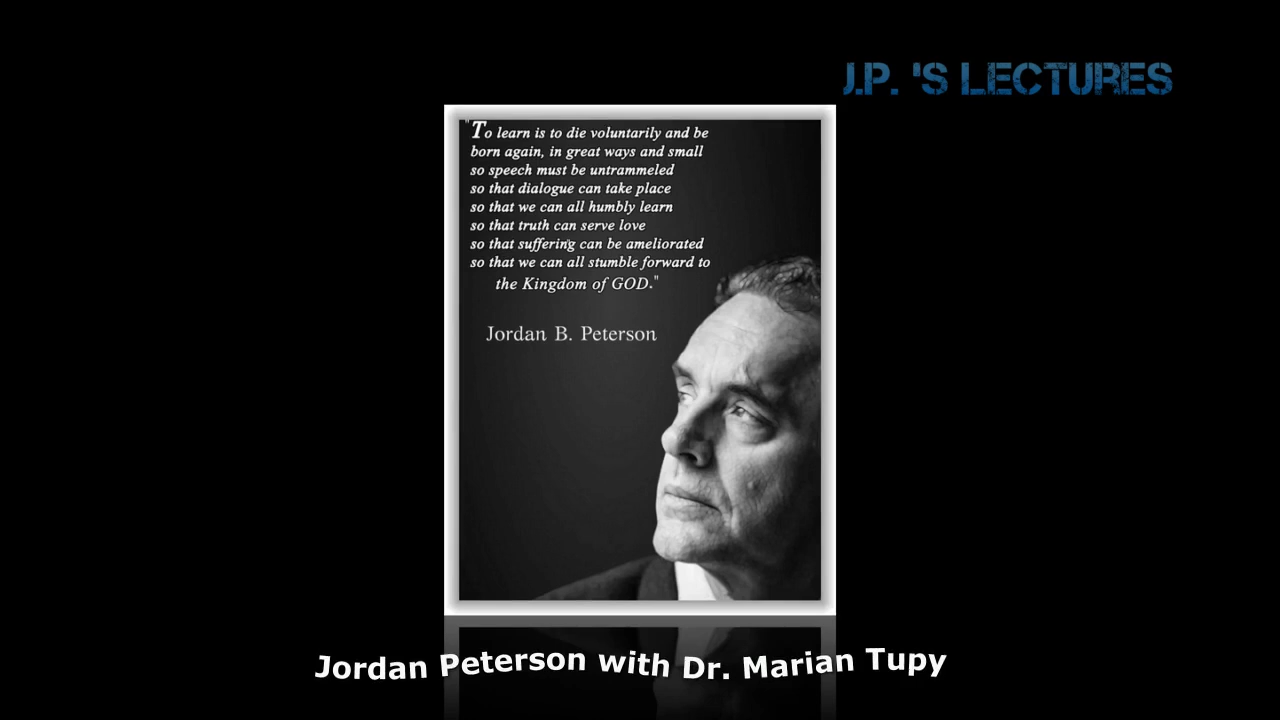 J.P. 'S LECTURES
"To learn is to die voluntarily and be
born again, in great ways and small
so speech must be untrammeled
so that dialogue can take place
so that we can all humbly learn
so that truth can serve love
so that suffering can be ameliorated
so that we can all stumble forward to
the Kingdom of GOD."
Jordan B. Peterson
Jordan Peterson with Dr. Marian Tupy